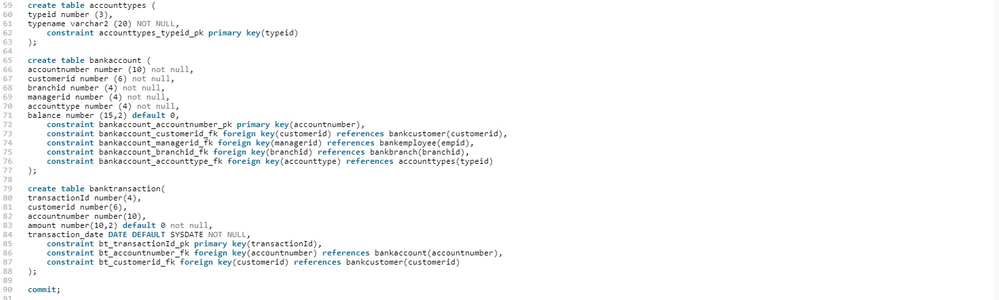 59 create table accounttypes (
60 typeid number (3),
61 typename varchar2 (20) NOT NULL,
62 constraint accounttypes_typeid_pk primary key(typeid)
63 );
64
65 create table bankaccount (
66 accountnumber number (10) not null,
67 customerid number (6) not null,
68 branchid number (4) not null,
69 managerid number (4) not null,
70 accounttype number (4) not null,
71 balance number (15,2) default 0,
72 constraint bankaccount_accountnumber_pk primary key(accountnumber),
73 constraint bankaccount_customerid_fk foreign key(customerid) references bankcustomer(customerid),
74 constraint bankaccount_managerid_fk foreign key(managerid) references bankemployee(empid),
75 constraint bankaccount_branchid_fk foreign key(branchid) references bankbranch(branchid),
76 constraint bankaccount_accounttype_fk foreign key(accounttype) references accounttypes(typeid)
77 );
78
79 create table banktransaction(
80 transactionId number(4),
81 customerid number(6),
82 accountnumber number(10),
83 amount number(10,2) default 0 not null,
84 transaction_date DATE DEFAULT SYSDATE NOT NULL,
85 constraint bt_transactionId_pk primary key(transactionId),
86 constraint bt_accountnumber_fk foreign key(accountnumber) references bankaccount(accountnumber),
87 constraint bt_customerid_fk foreign key(customerid) references bankcustomer(customerid)
88 );
89
90 commit;
91